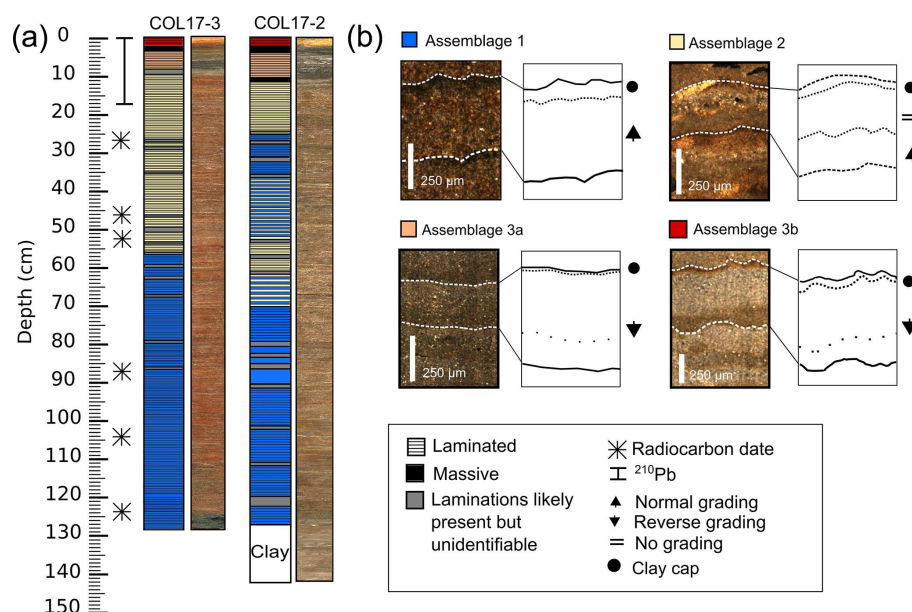 (a)
COL17-3
COL17-2
Depth (cm)
0
10
20
30
40
50
60
70
80
90
100
110
120
130
140
150
Clay
(b)
Assemblage 1
Assemblage 2
250 µm
250 µm
Assemblage 3a
Assemblage 3b
250 µm
250 µm
Laminated
Massive
Laminations likely
present but
unidentifiable
Radiocarbon date
²¹⁰Pb
Normal grading
Reverse grading
No grading
Clay cap